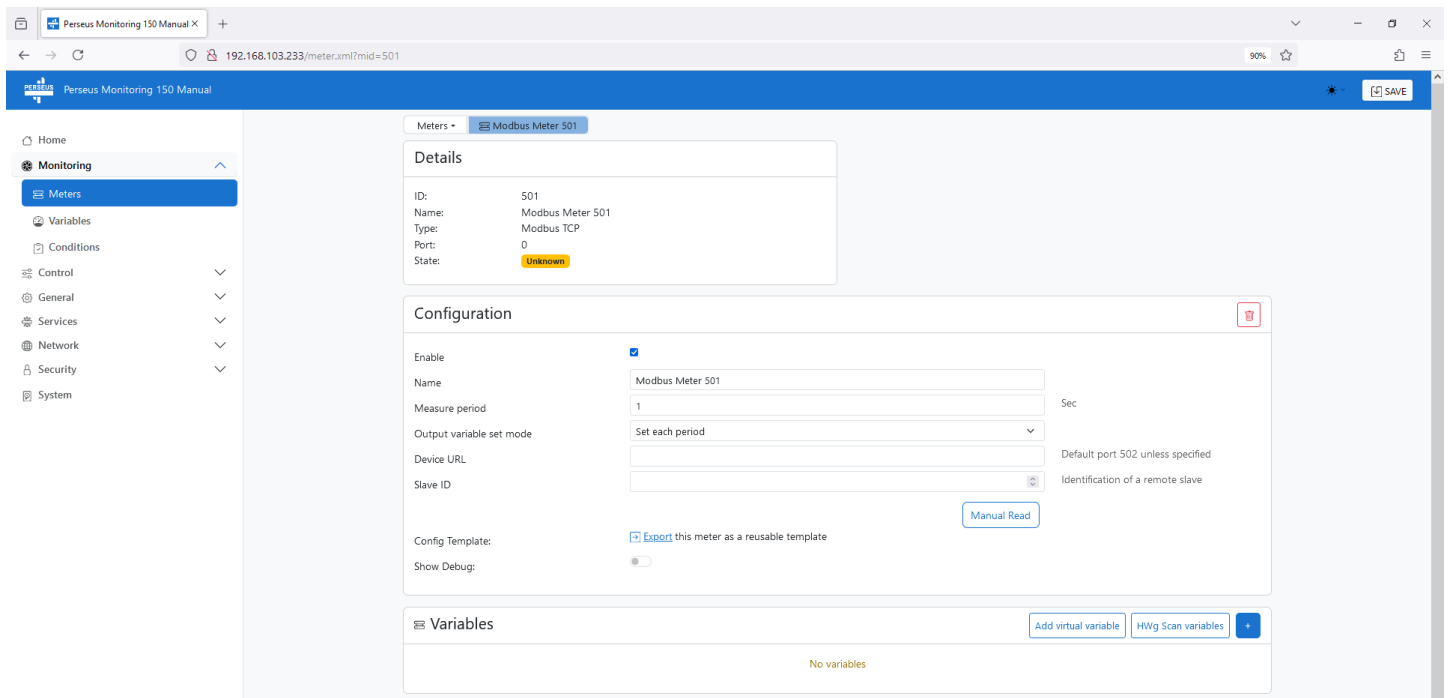 Perseus Monitoring 150 Manual
192.168.103.233/meter.xml?mid=501
90%
PERSEUS
Perseus Monitoring 150 Manual
SAVE
Home
Monitoring
Meters
Variables
Conditions
Control
General
Services
Network
Security
System
Meters
Modbus Meter 501
Details
ID: 501
Name: Modbus Meter 501
Type: Modbus TCP
Port: 0
State: Unknown
Configuration
Enable
Name Modbus Meter 501
Measure period 1 Sec
Output variable set mode Set each period
Device URL Default port 502 unless specified
Slave ID Identification of a remote slave
Manual Read
Config Template: Export this meter as a reusable template
Show Debug:
Variables
Add virtual variable HWg Scan variables +
No variables